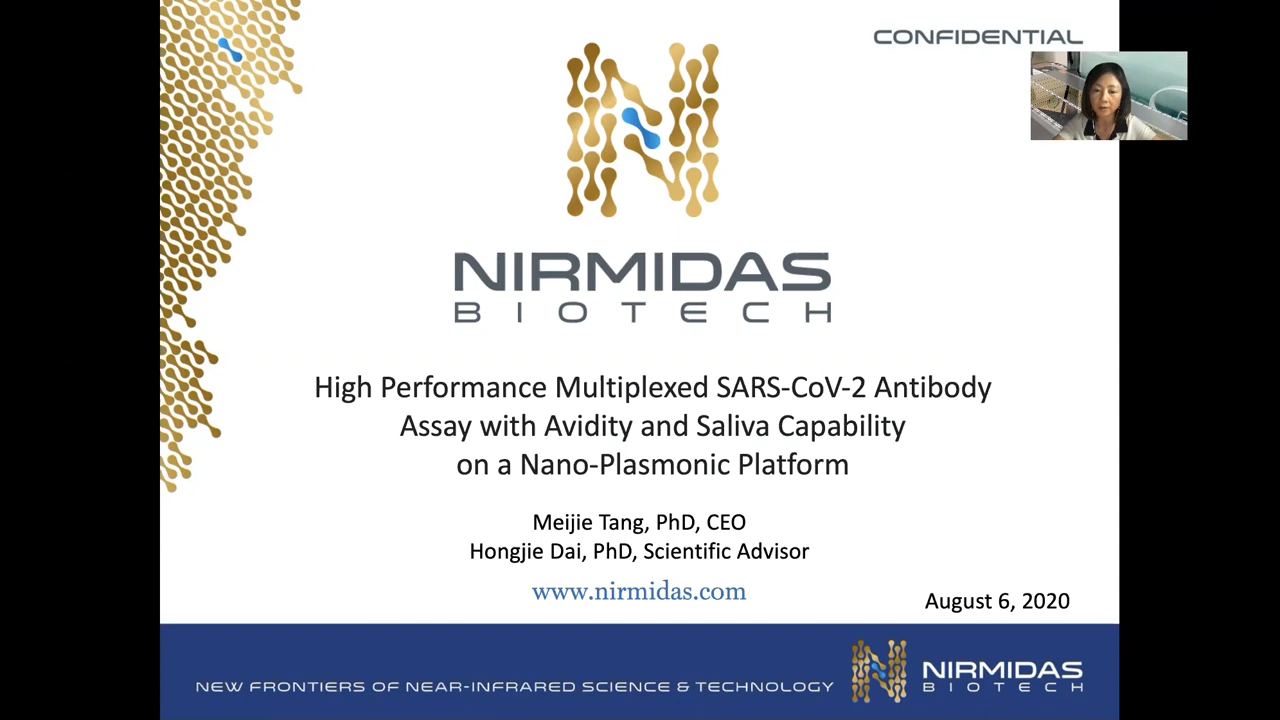 CONFIDENTIAL
NIRMIDAS
BIOTECH
High Performance Multiplexed SARS-CoV-2 Antibody
Assay with Avidity and Saliva Capability
on a Nano-Plasmonic Platform
Meijie Tang, PhD, CEO
Hongjie Dai, PhD, Scientific Advisor
www.nirmidas.com
August 6, 2020
NEW FRONTIERS OF NEAR-INFRARED SCIENCE & TECHNOLOGY
NIRMIDAS
BIOTECH